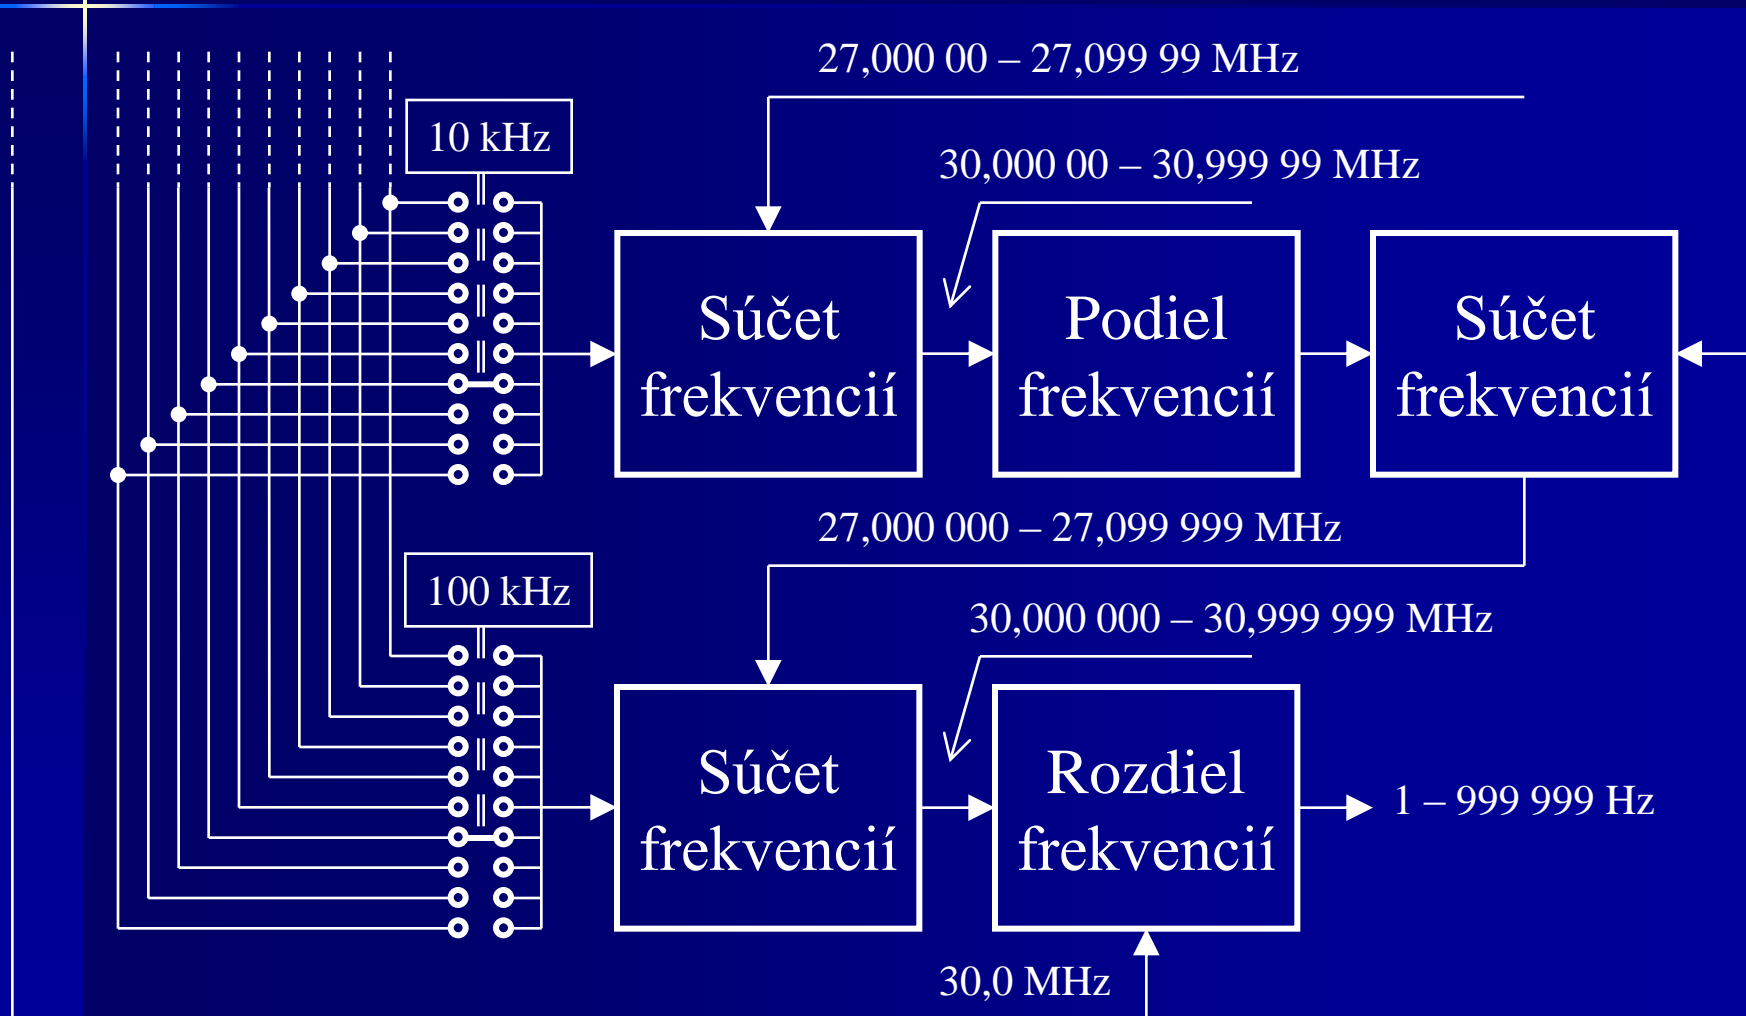 27,000 00 – 27,099 99 MHz
10 kHz
30,000 00 – 30,999 99 MHz
Súčet
frekvencií
Podiel
frekvencií
Súčet
frekvencií
27,000 000 – 27,099 999 MHz
100 kHz
30,000 000 – 30,999 999 MHz
Súčet
frekvencií
Rozdiel
frekvencií
1 – 999 999 Hz
30,0 MHz